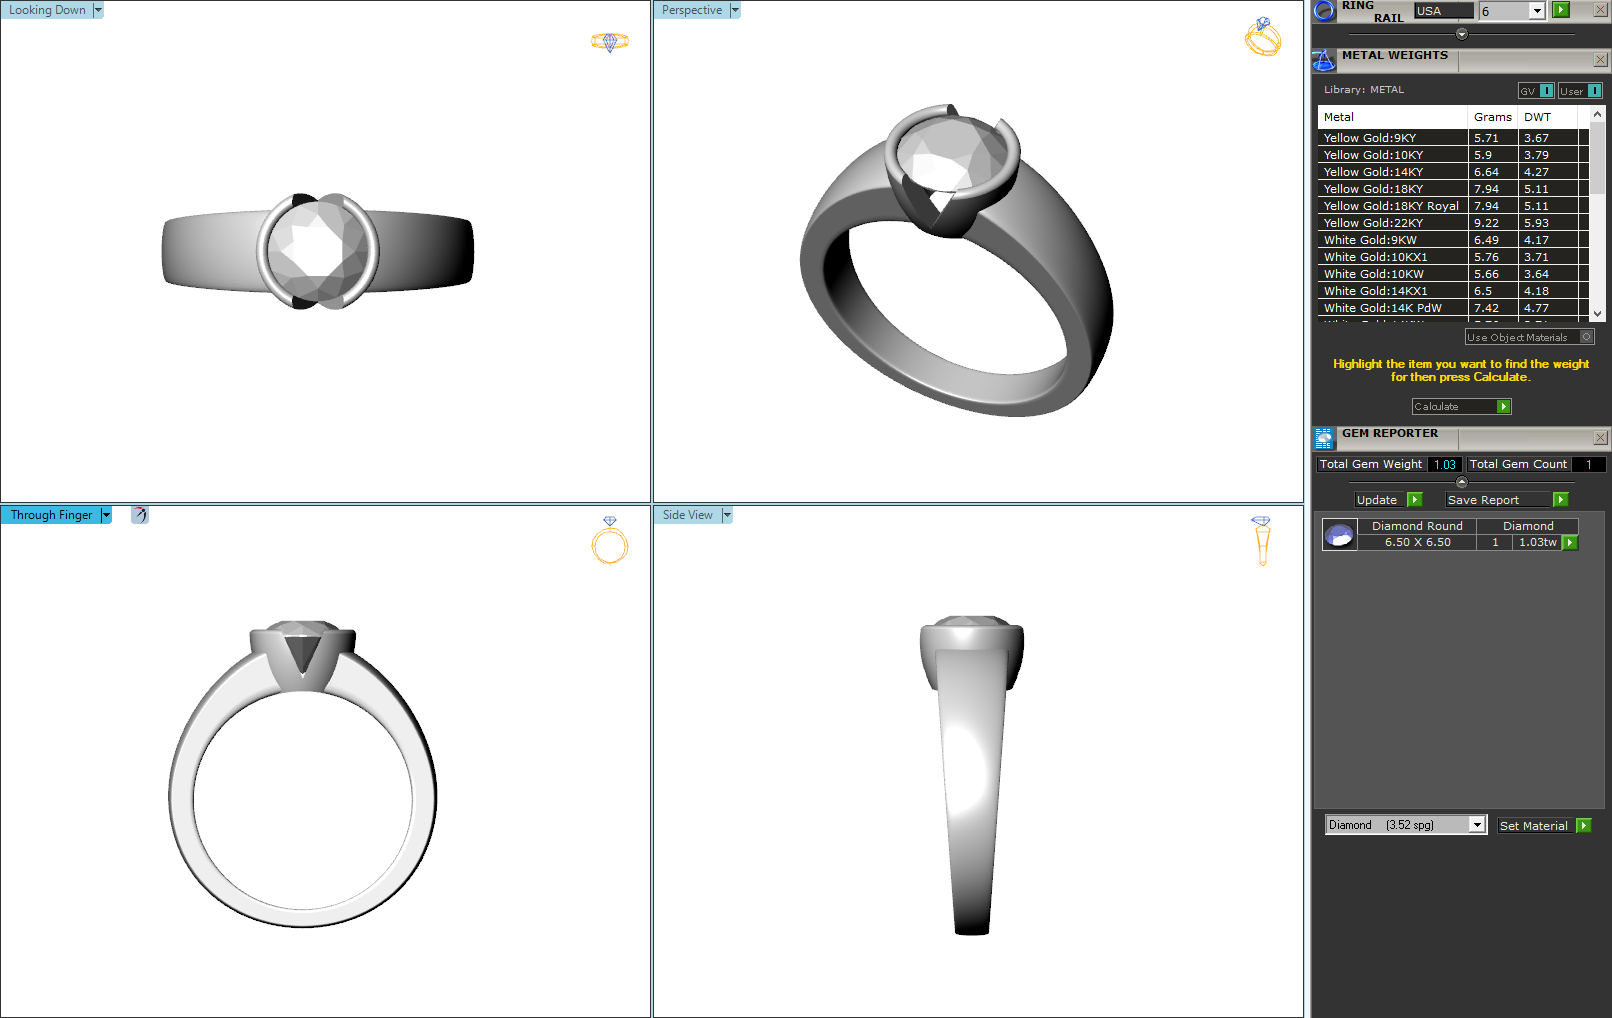 Looking Down
Perspective
Through Finger
Side View
RING
RAIL
USA
6
METAL WEIGHTS
Library: METAL
GV
User
Metal Grams DWT
Yellow Gold:9KY 5.71 3.67
Yellow Gold:10KY 5.9 3.79
Yellow Gold:14KY 6.64 4.27
Yellow Gold:18KY 7.94 5.11
Yellow Gold:18KY Royal 7.94 5.11
Yellow Gold:22KY 9.22 5.93
White Gold:9KW 6.49 4.17
White Gold:10KX1 5.76 3.71
White Gold:10KW 5.66 3.64
White Gold:14KX1 6.5 4.18
White Gold:14K PdW 7.42 4.77
Use Object Materials
Highlight the item you want to find the weight
for then press Calculate.
Calculate
GEM REPORTER
Total Gem Weight 1.03 Total Gem Count 1
Update Save Report
Diamond Round Diamond
6.50 X 6.50 1 1.03tw
Diamond (3.52 spg) Set Material